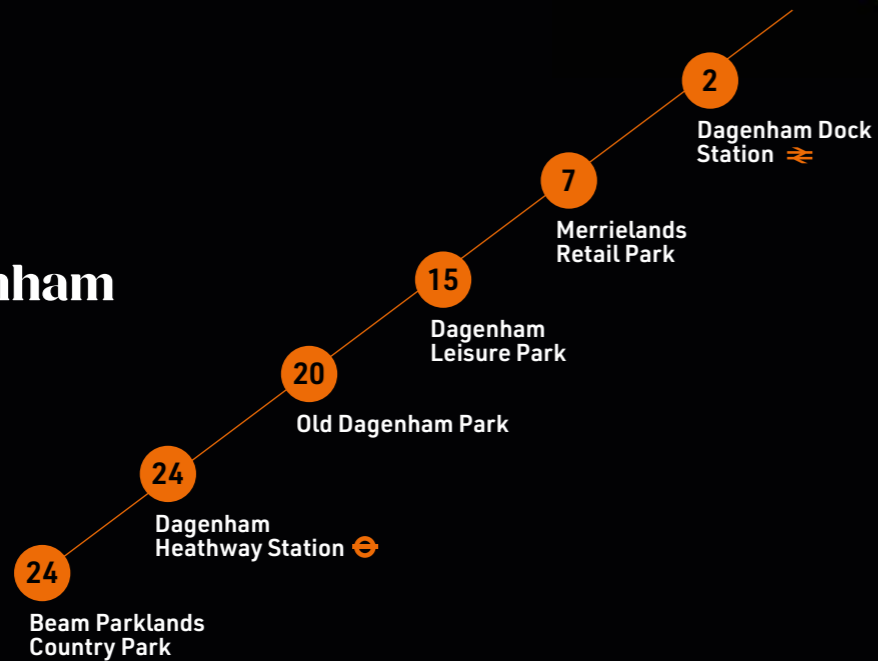 2
Dagenham Dock
Station
7
Merrielands
Retail Park
nham
15
Dagenham
Leisure Park
20
Old Dagenham Park
24
Dagenham
Heathway Station
24
Beam Parklands
Country Park